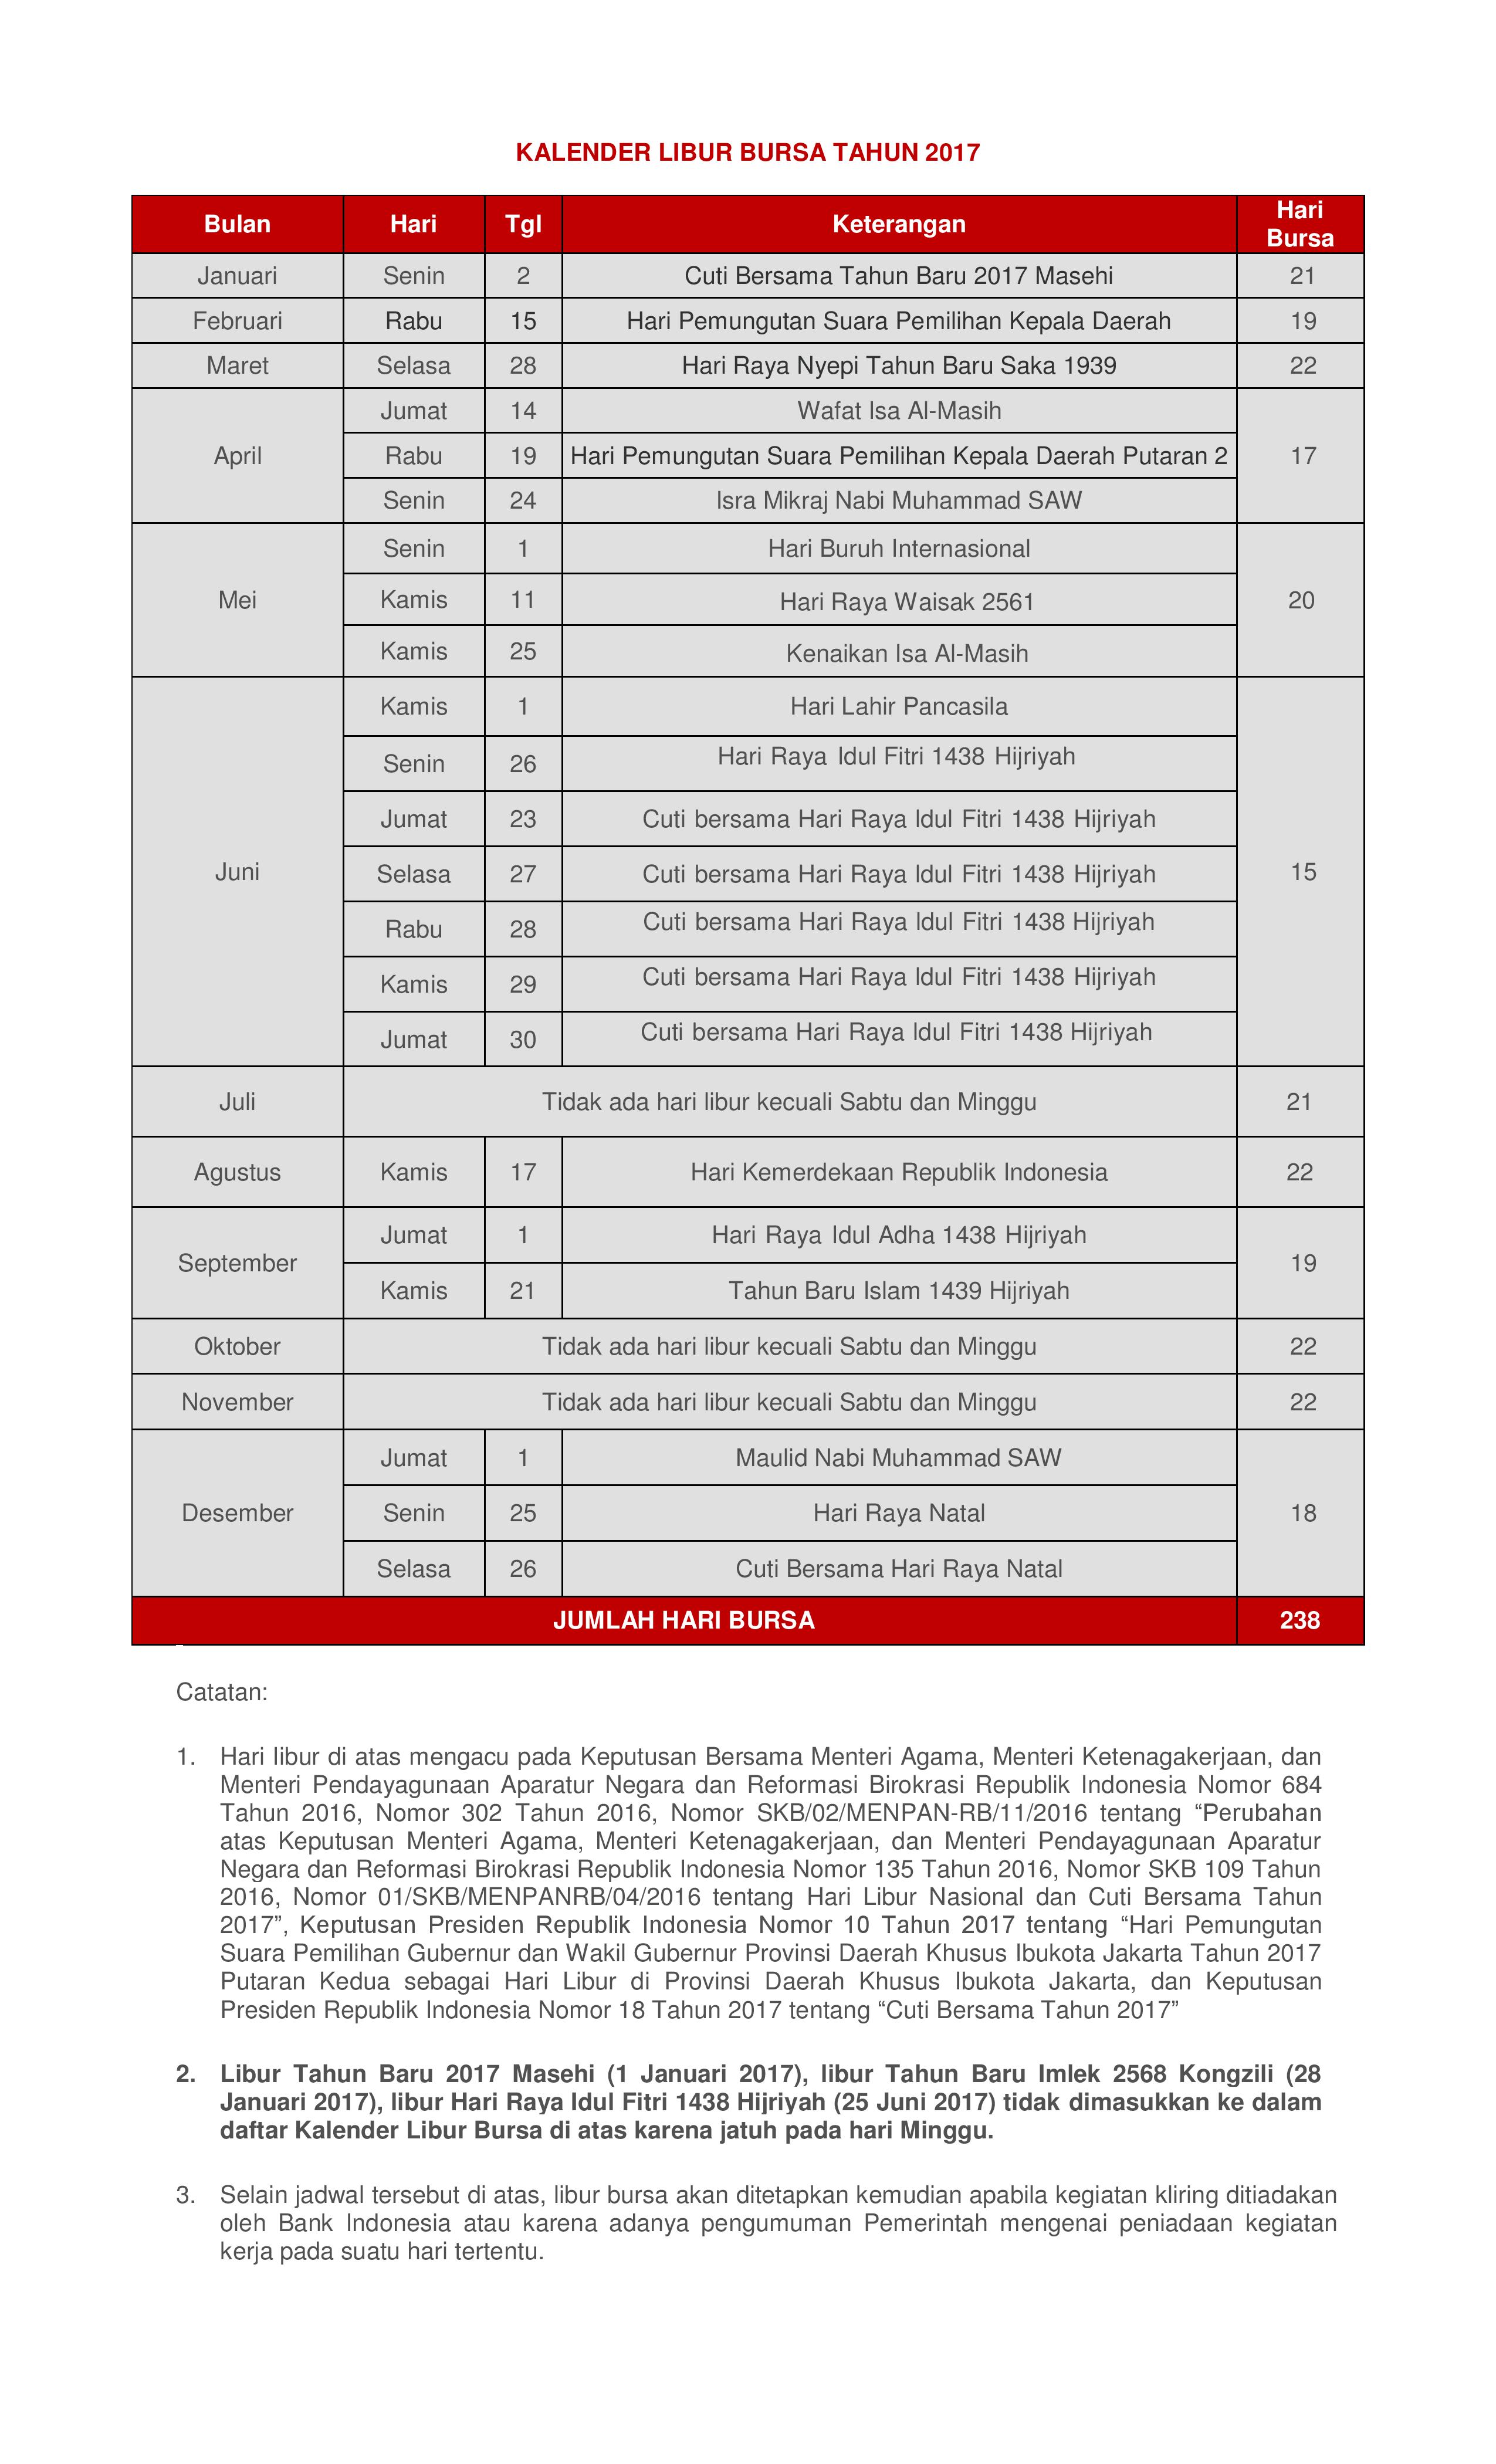 KALENDER LIBUR BURSA TAHUN 2017
Bulan Hari Tgl Keterangan Hari Bursa
Januari Senin 2 Cuti Bersama Tahun Baru 2017 Masehi 21
Februari Rabu 15 Hari Pemungutan Suara Pemilihan Kepala Daerah 19
Maret Selasa 28 Hari Raya Nyepi Tahun Baru Saka 1939 22
April Jumat 14 Wafat Isa Al-Masih 17
Rabu 19 Hari Pemungutan Suara Pemilihan Kepala Daerah Putaran 2
Senin 24 Isra Mikraj Nabi Muhammad SAW
Mei Senin 1 Hari Buruh Internasional 20
Kamis 11 Hari Raya Waisak 2561
Kamis 25 Kenaikan Isa Al-Masih
Juni Kamis 1 Hari Lahir Pancasila 15
Senin 26 Hari Raya Idul Fitri 1438 Hijriyah
Jumat 23 Cuti bersama Hari Raya Idul Fitri 1438 Hijriyah
Selasa 27 Cuti bersama Hari Raya Idul Fitri 1438 Hijriyah
Rabu 28 Cuti bersama Hari Raya Idul Fitri 1438 Hijriyah
Kamis 29 Cuti bersama Hari Raya Idul Fitri 1438 Hijriyah
Jumat 30 Cuti bersama Hari Raya Idul Fitri 1438 Hijriyah
Juli Tidak ada hari libur kecuali Sabtu dan Minggu 21
Agustus Kamis 17 Hari Kemerdekaan Republik Indonesia 22
September Jumat 1 Hari Raya Idul Adha 1438 Hijriyah 19
Kamis 21 Tahun Baru Islam 1439 Hijriyah
Oktober Tidak ada hari libur kecuali Sabtu dan Minggu 22
November Tidak ada hari libur kecuali Sabtu dan Minggu 22
Desember Jumat 1 Maulid Nabi Muhammad SAW 18
Senin 25 Hari Raya Natal
Selasa 26 Cuti Bersama Hari Raya Natal
JUMLAH HARI BURSA 238
Catatan:
1. Hari libur di atas mengacu pada Keputusan Bersama Menteri Agama, Menteri Ketenagakerjaan, dan
Menteri Pendayagunaan Aparatur Negara dan Reformasi Birokrasi Republik Indonesia Nomor 684
Tahun 2016, Nomor 302 Tahun 2016, Nomor SKB/02/MENPAN-RB/11/2016 tentang “Perubahan
atas Keputusan Menteri Agama, Menteri Ketenagakerjaan, dan Menteri Pendayagunaan Aparatur
Negara dan Reformasi Birokrasi Republik Indonesia Nomor 135 Tahun 2016, Nomor SKB 109 Tahun
2016, Nomor 01/SKB/MENPANRB/04/2016 tentang Hari Libur Nasional dan Cuti Bersama Tahun
2017”, Keputusan Presiden Republik Indonesia Nomor 10 Tahun 2017 tentang “Hari Pemungutan
Suara Pemilihan Gubernur dan Wakil Gubernur Provinsi Daerah Khusus Ibukota Jakarta Tahun 2017
Putaran Kedua sebagai Hari Libur di Provinsi Daerah Khusus Ibukota Jakarta, dan Keputusan
Presiden Republik Indonesia Nomor 18 Tahun 2017 tentang “Cuti Bersama Tahun 2017”
2. Libur Tahun Baru 2017 Masehi (1 Januari 2017), libur Tahun Baru Imlek 2568 Kongzili (28
Januari 2017), libur Hari Raya Idul Fitri 1438 Hijriyah (25 Juni 2017) tidak dimasukkan ke dalam
daftar Kalender Libur Bursa di atas karena jatuh pada hari Minggu.
3. Selain jadwal tersebut di atas, libur bursa akan ditetapkan kemudian apabila kegiatan kliring ditiadakan
oleh Bank Indonesia atau karena adanya pengumuman Pemerintah mengenai peniadaan kegiatan
kerja pada suatu hari tertentu.